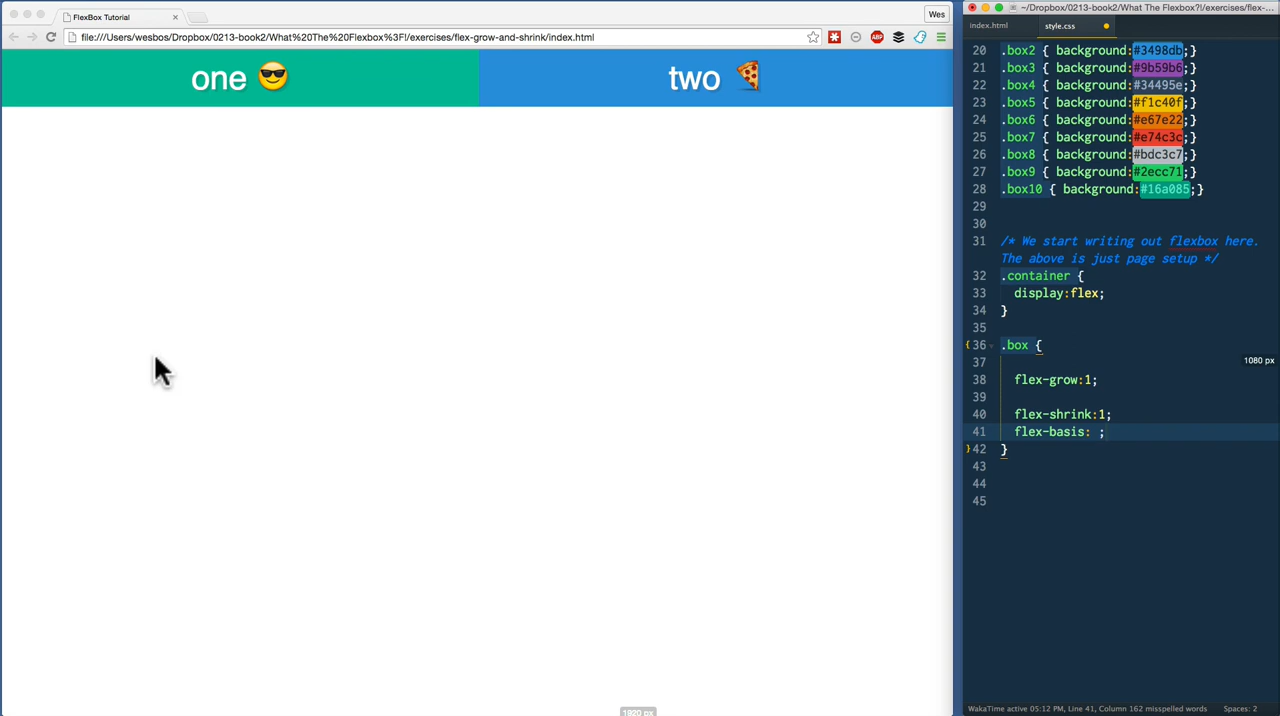 FlexBox Tutorial
Wes
file:///Users/wesbos/Dropbox/0213-book2/What%20The%20Flexbox%3F!/exercises/flex-grow-and-shrink/index.html
ABP
one 😎
two 🍕
~/Dropbox/0213-book2/What The Flexbox?!/exercises/flex-...
index.html
style.css
20 .box2 { background:#3498db;}
21 .box3 { background:#9b59b6;}
22 .box4 { background:#34495e;}
23 .box5 { background:#f1c40f;}
24 .box6 { background:#e67e22;}
25 .box7 { background:#e74c3c;}
26 .box8 { background:#bdc3c7;}
27 .box9 { background:#2ecc71;}
28 .box10 { background:#16a085;}
29
30
31 /* We start writing out flexbox here.
The above is just page setup */
32 .container {
33 display:flex;
34 }
35
36 .box {
1080 px
37
38 flex-grow:1;
39
40 flex-shrink:1;
41 flex-basis: ;
42 }
43
44
45
WakaTime active 05:12 PM, Line 41, Column 162 misspelled words
Spaces: 2
1920 px